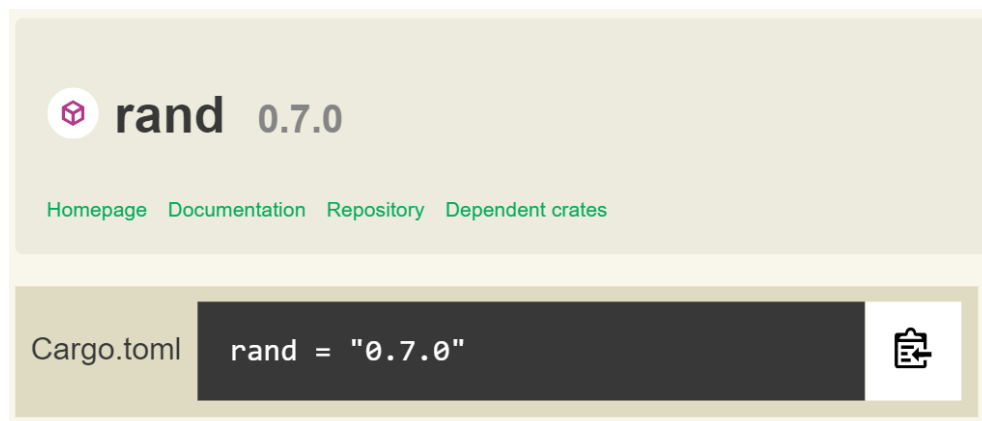 rand 0.7.0
Homepage Documentation Repository Dependent crates
Cargo.toml rand = "0.7.0"